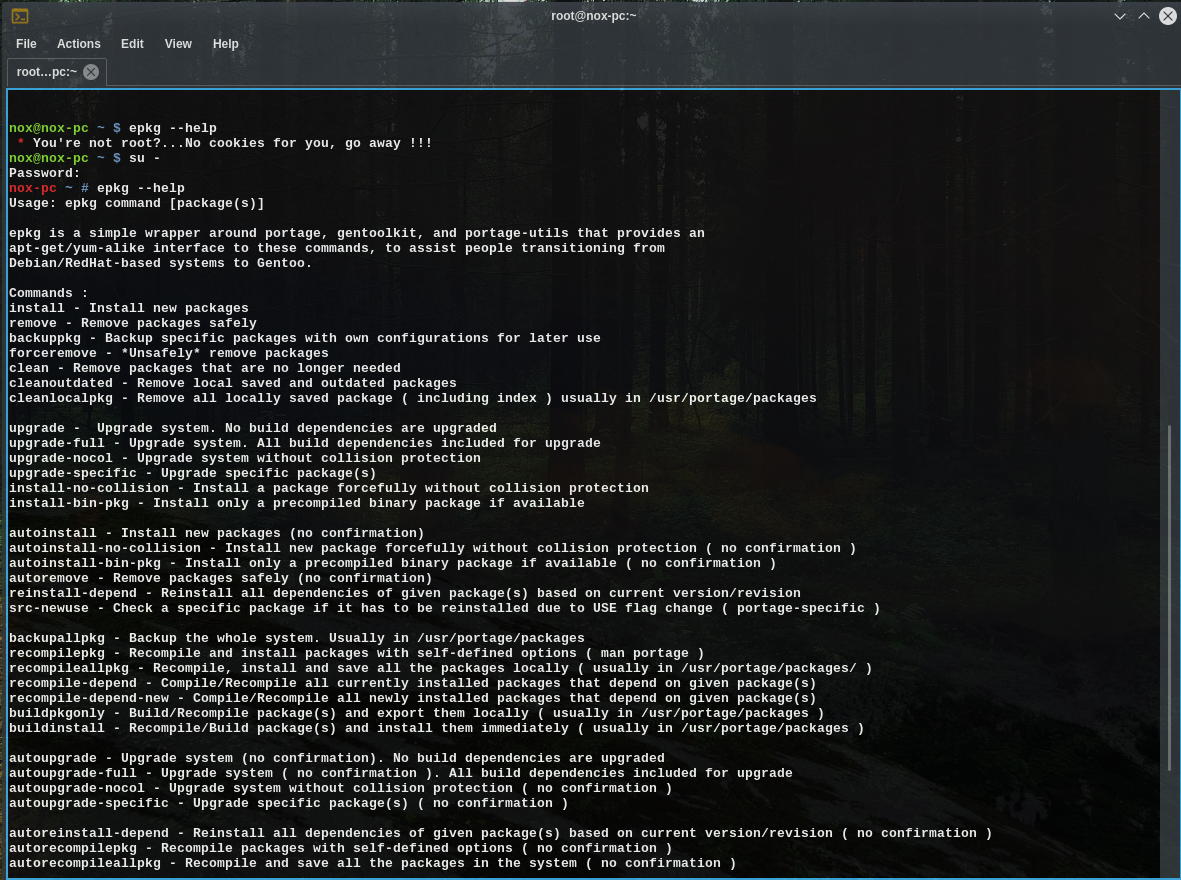 root@nox-pc:~
File Actions Edit View Help
root...pc:~
nox@nox-pc ~ $ epkg --help
* You're not root?...No cookies for you, go away !!!
nox@nox-pc ~ $ su -
Password:
nox-pc ~ # epkg --help
Usage: epkg command [package(s)]
epkg is a simple wrapper around portage, gentoolkit, and portage-utils that provides an
apt-get/yum-alike interface to these commands, to assist people transitioning from
Debian/RedHat-based systems to Gentoo.
Commands :
install - Install new packages
remove - Remove packages safely
backuppkg - Backup specific packages with own configurations for later use
forceremove - *Unsafely* remove packages
clean - Remove packages that are no longer needed
cleanoutdated - Remove local saved and outdated packages
cleanlocalpkg - Remove all locally saved package ( including index ) usually in /usr/portage/packages
upgrade -  Upgrade system. No build dependencies are upgraded
upgrade-full - Upgrade system. All build dependencies included for upgrade
upgrade-nocol - Upgrade system without collision protection
upgrade-specific - Upgrade specific package(s)
install-no-collision - Install a package forcefully without collision protection
install-bin-pkg - Install only a precompiled binary package if available
autoinstall - Install new packages (no confirmation)
autoinstall-no-collision - Install new package forcefully without collision protection ( no confirmation )
autoinstall-bin-pkg - Install only a precompiled binary package if available ( no confirmation )
autoremove - Remove packages safely (no confirmation)
reinstall-depend - Reinstall all dependencies of given package(s) based on current version/revision
src-newuse - Check a specific package if it has to be reinstalled due to USE flag change ( portage-specific )
backupallpkg - Backup the whole system. Usually in /usr/portage/packages
recompilepkg - Recompile and install packages with self-defined options ( man portage )
recompileallpkg - Recompile, install and save all the packages locally ( usually in /usr/portage/packages/ )
recompile-depend - Compile/Recompile all currently installed packages that depend on given package(s)
recompile-depend-new - Compile/Recompile all newly installed packages that depend on given package(s)
buildpkgonly - Build/Recompile package(s) and export them locally ( usually in /usr/portage/packages )
buildinstall - Recompile/Build package(s) and install them immediately ( usually in /usr/portage/packages )
autoupgrade - Upgrade system (no confirmation). No build dependencies are upgraded
autoupgrade-full - Upgrade system ( no confirmation ). All build dependencies included for upgrade
autoupgrade-nocol - Upgrade system without collision protection ( no confirmation )
autoupgrade-specific - Upgrade specific package(s) ( no confirmation )
autoreinstall-depend - Reinstall all dependencies of given package(s) based on current version/revision ( no confirmation )
autorecompilepkg - Recompile packages with self-defined options ( no confirmation )
autorecompileallpkg - Recompile and save all the packages in the system ( no confirmation )